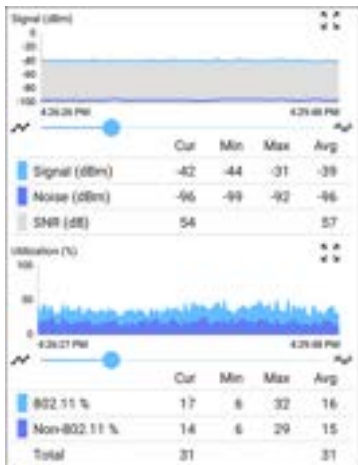 Signal (dBm)
0
-20
-40
-60
-80
-100
4:26:26 PM 4:29:48 PM
Cur Min Max Avg
Signal (dBm) -42 -44 -31 -39
Noise (dBm) -96 -99 -92 -96
SNR (dB) 54 57
Utilization (%)
100
50
0
4:26:27 PM 4:29:48 PM
Cur Min Max Avg
802.11 % 17 6 32 16
Non-802.11 % 14 6 29 15
Total 31 31